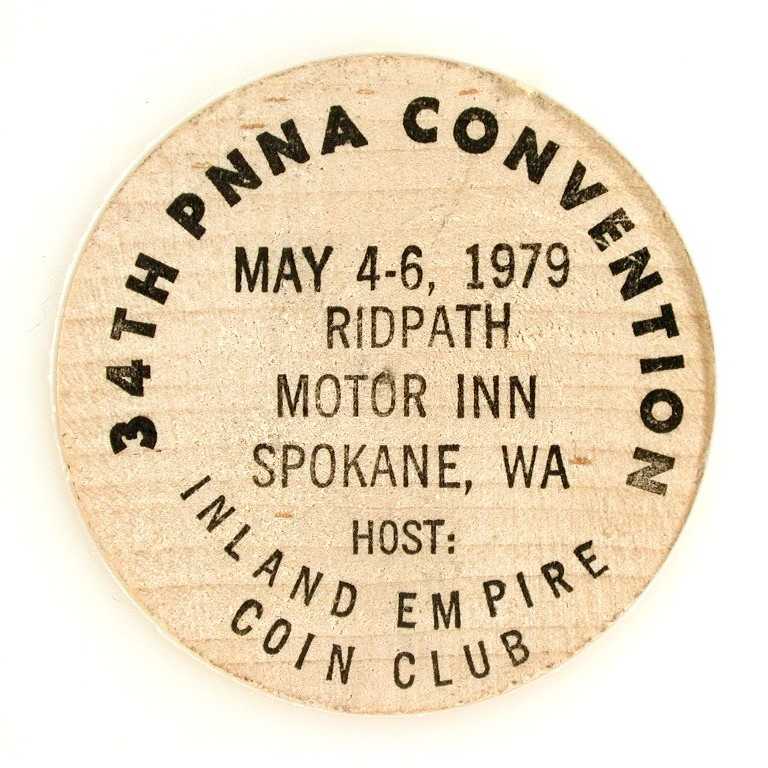 34TH PNNA CONVENTION
MAY 4-6, 1979
RIDPATH
MOTOR INN
SPOKANE, WA
HOST:
INLAND EMPIRE
COIN CLUB